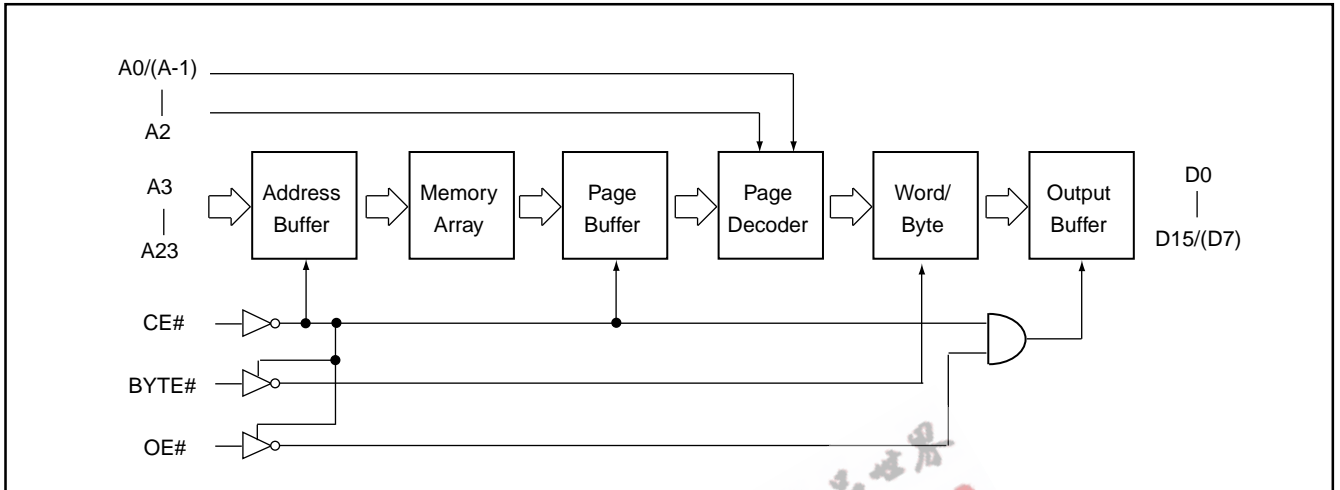 A0/(A-1)
A2
A3
A23
Address
Buffer
Memory
Array
Page
Buffer
Page
Decoder
Word/
Byte
Output
Buffer
D0
D15/(D7)
CE#
BYTE#
OE#